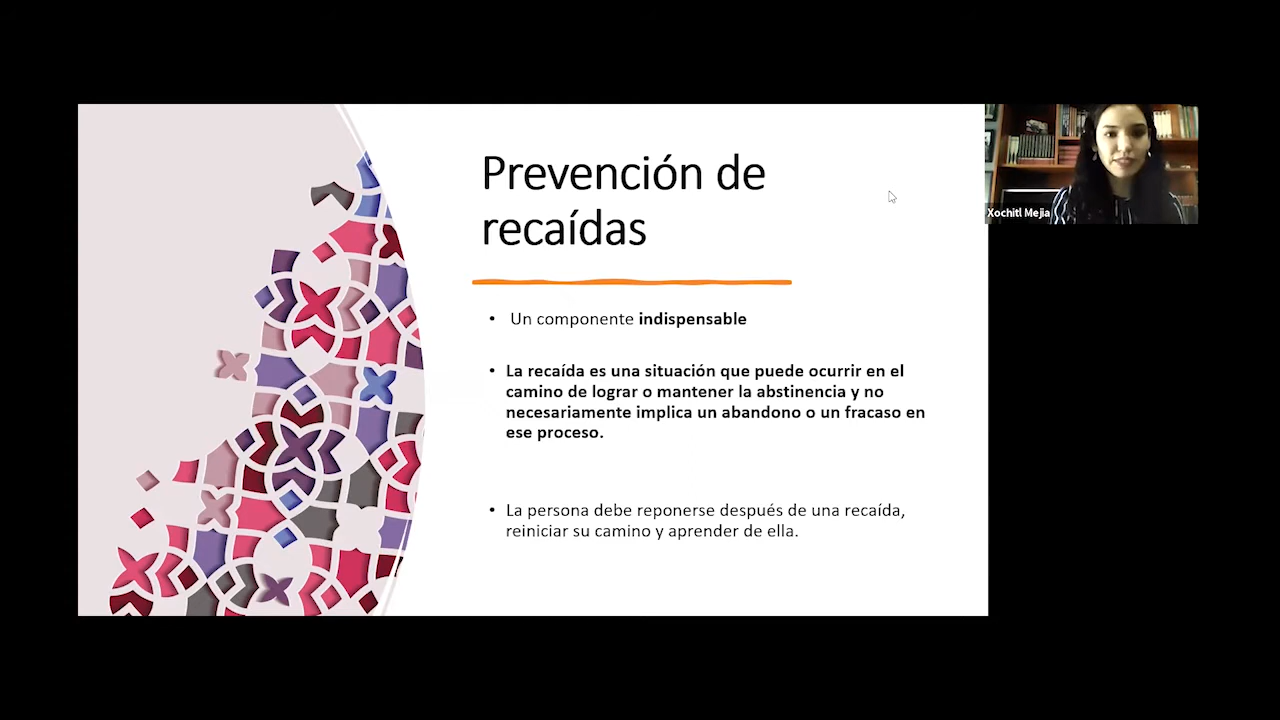 Prevención de
recaídas
• Un componente indispensable
• La recaída es una situación que puede ocurrir en el
camino de lograr o mantener la abstinencia y no
necesariamente implica un abandono o un fracaso en
ese proceso.
• La persona debe reponerse después de una recaída,
reiniciar su camino y aprender de ella.
Xochitl Mejia